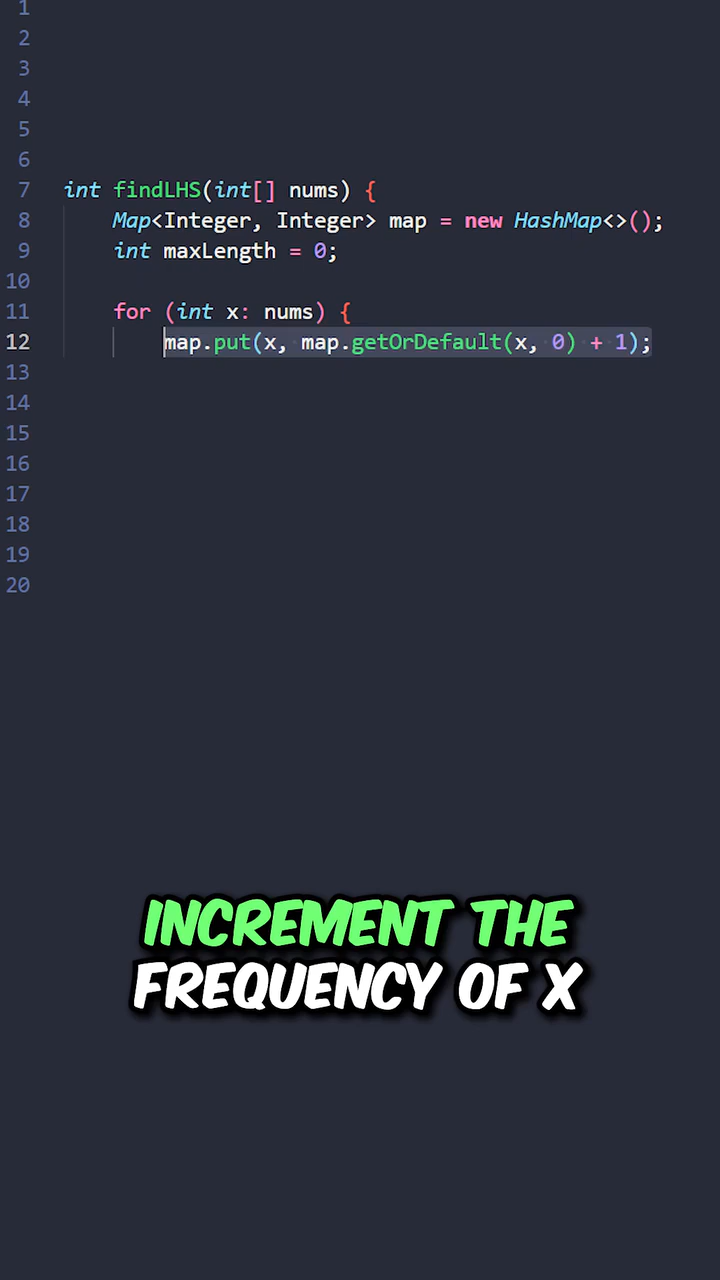 1
2
3
4
5
6
7 int findLHS(int[] nums) {
8 Map<Integer, Integer> map = new HashMap<>();
9 int maxLength = 0;
10
11 for (int x: nums) {
12 map.put(x, map.getOrDefault(x, 0) + 1);
13
14
15
16
17
18
19
20
INCREMENT THE
FREQUENCY OF X